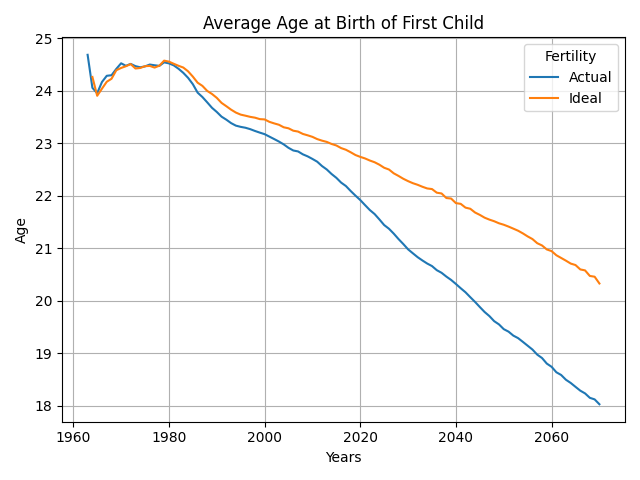 Average Age at Birth of First Child
Fertility
Actual
Ideal
Age
25
24
23
22
21
20
19
18
1960 1980 2000 2020 2040 2060
Years